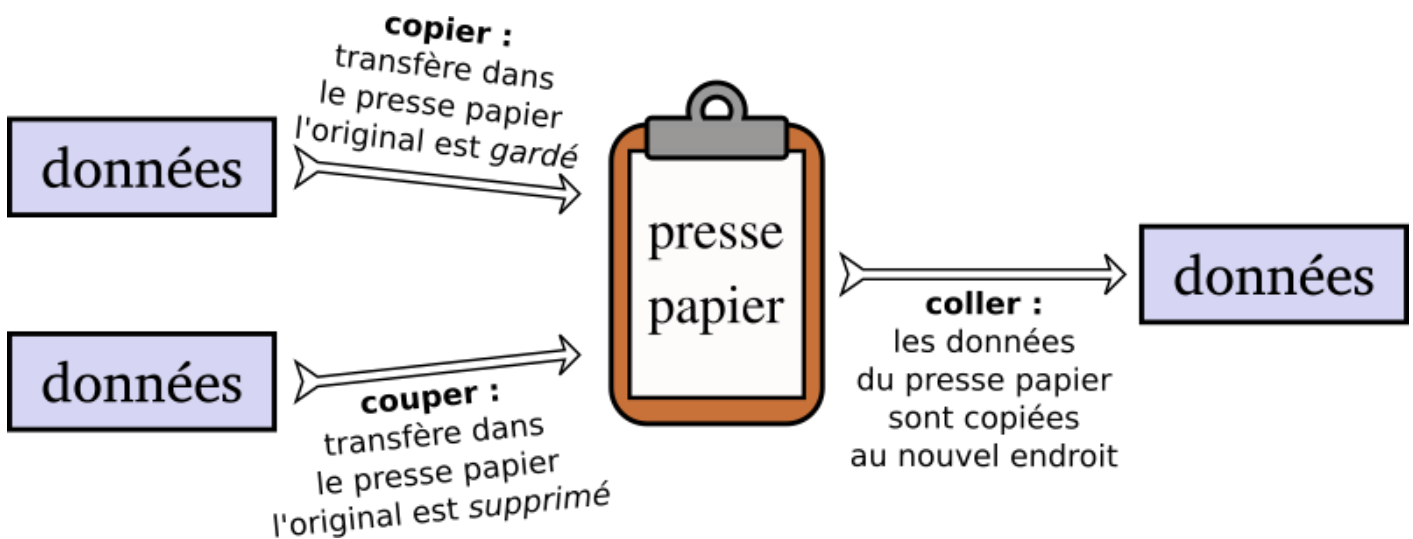 copier :
transfère dans
le presse papier
l'original est gardé
données
presse
papier
données
coller :
les données
du presse papier
sont copiées
au nouvel endroit
données
couper :
transfère dans
le presse papier
l'original est supprimé